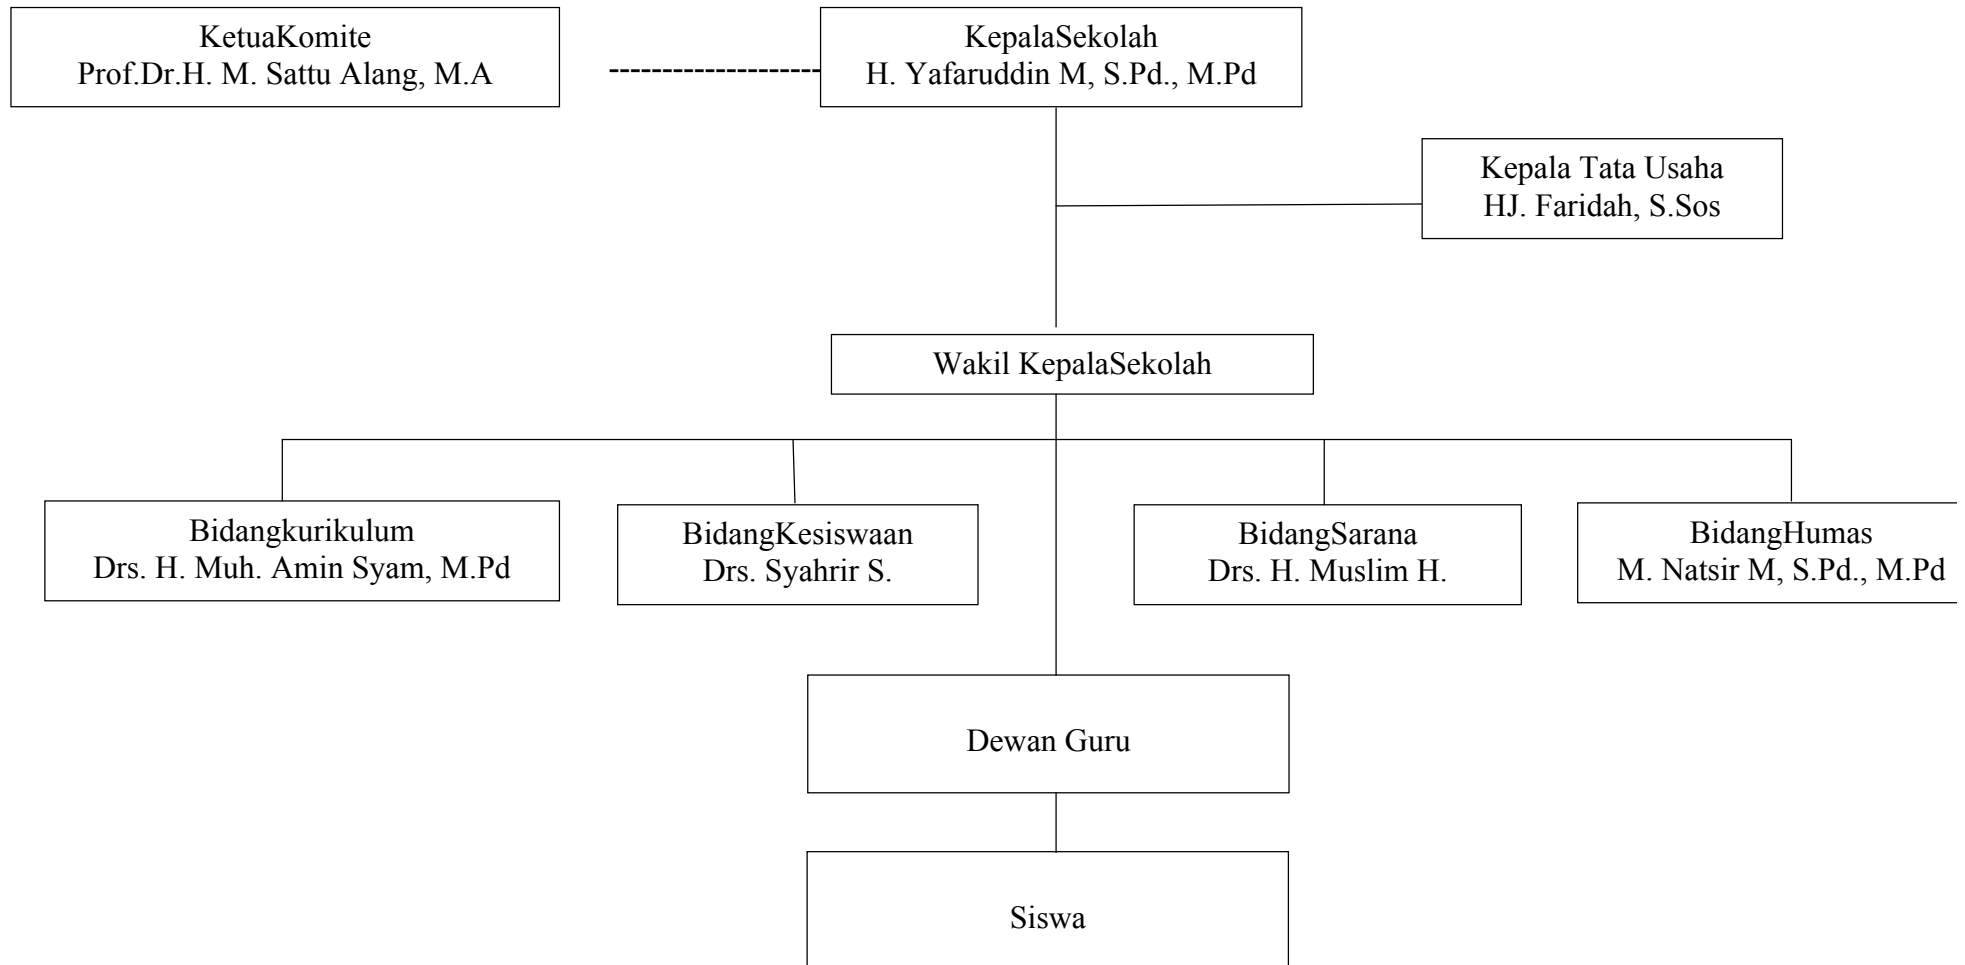 KetuaKomite
Prof.Dr.H. M. Sattu Alang, M.A
KepalaSekolah
H. Yafaruddin M, S.Pd., M.Pd
Kepala Tata Usaha
HJ. Faridah, S.Sos
Wakil KepalaSekolah
Bidangkurikulum
Drs. H. Muh. Amin Syam, M.Pd
BidangKesiswaan
Drs. Syahrir S.
BidangSarana
Drs. H. Muslim H.
BidangHumas
M. Natsir M, S.Pd., M.Pd
Dewan Guru
Siswa